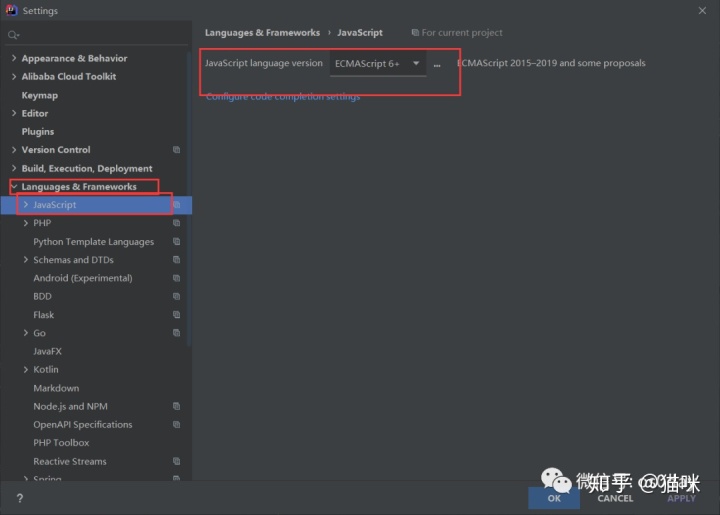 Settings
Languages & Frameworks › JavaScript For current project
JavaScript language version ECMAScript 6+ ... ECMAScript 2015–2019 and some proposals
Configure code completion settings
Appearance & Behavior
Alibaba Cloud Toolkit
Keymap
Editor
Plugins
Version Control
Build, Execution, Deployment
Languages & Frameworks
JavaScript
PHP
Python Template Languages
Schemas and DTDs
Android (Experimental)
BDD
Flask
Go
JavaFX
Kotlin
Markdown
Node.js and NPM
OpenAPI Specifications
PHP Toolbox
Reactive Streams
Spring
?
OK CANCEL APPLY
微信号:
知乎 @猫咪